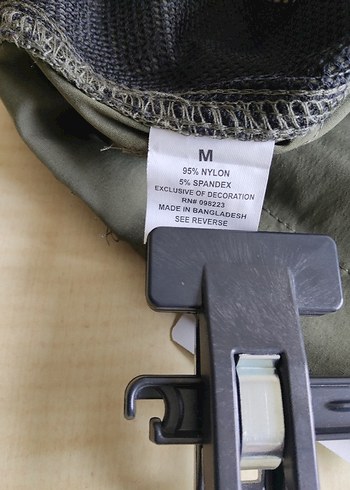 M
95% NYLON
5% SPANDEX
EXCLUSIVE OF DECORATION
RN# 098223
MADE IN BANGLADESH
SEE REVERSE